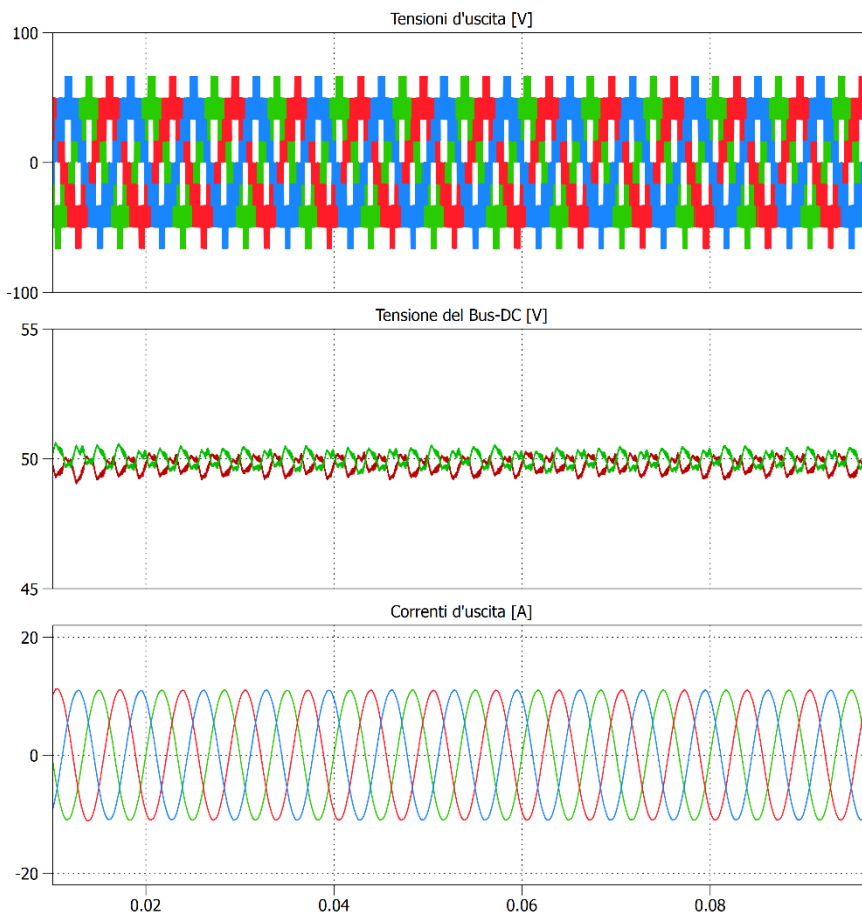 Tensioni d'uscita [V]
100
0
-100
Tensione del Bus-DC [V]
55
50
45
Correnti d'uscita [A]
20
0
-20
0.02 0.04 0.06 0.08